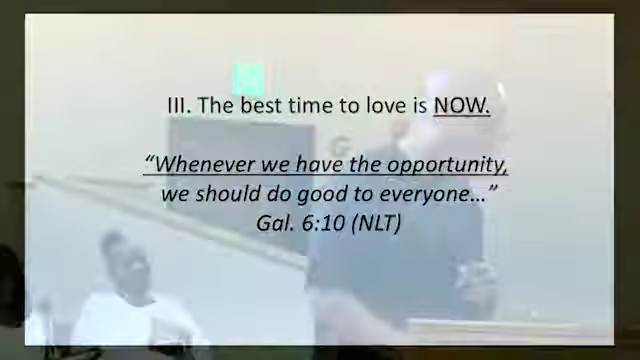 III. The best time to love is NOW.
“Whenever we have the opportunity,
we should do good to everyone…”
Gal. 6:10 (NLT)